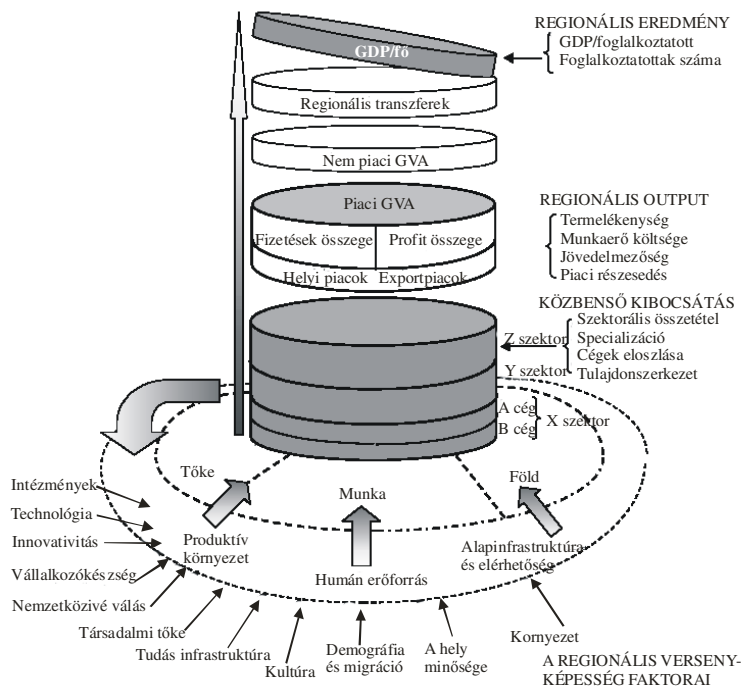 REGIONÁLIS EREDMÉNY
GDP/fő
GDP/foglalkoztatott
Foglalkoztatottak száma
Regionális transzferek
Nem piaci GVA
Piaci GVA
REGIONÁLIS OUTPUT
Termelékenység
Fizetések összege
Profit összege
Munkaerő költsége
Jövedelmezőség
Helyi piacok
Exportpiacok
Piaci részesedés
KÖZBENSŐ KIBOCSÁTÁS
Szektorális összetétel
Z szektor
Specializáció
Cégek eloszlása
Y szektor
Tulajdonszerkezet
A cég
X szektor
B cég
Tőke
Munka
Föld
Intézmények
Technológia
Innovativitás
Vállalkozókészség
Nemzetközivé válás
Produktív
környezet
Humán erőforrás
Alapinfrastruktúra
és elérhetőség
Társadalmi tőke
Tudás infrastruktúra
Kultúra
Demográfia
és migráció
A hely
minősége
Kornyezet
A REGIONÁLIS VERSENY-
KÉPESSÉG FAKTORAI